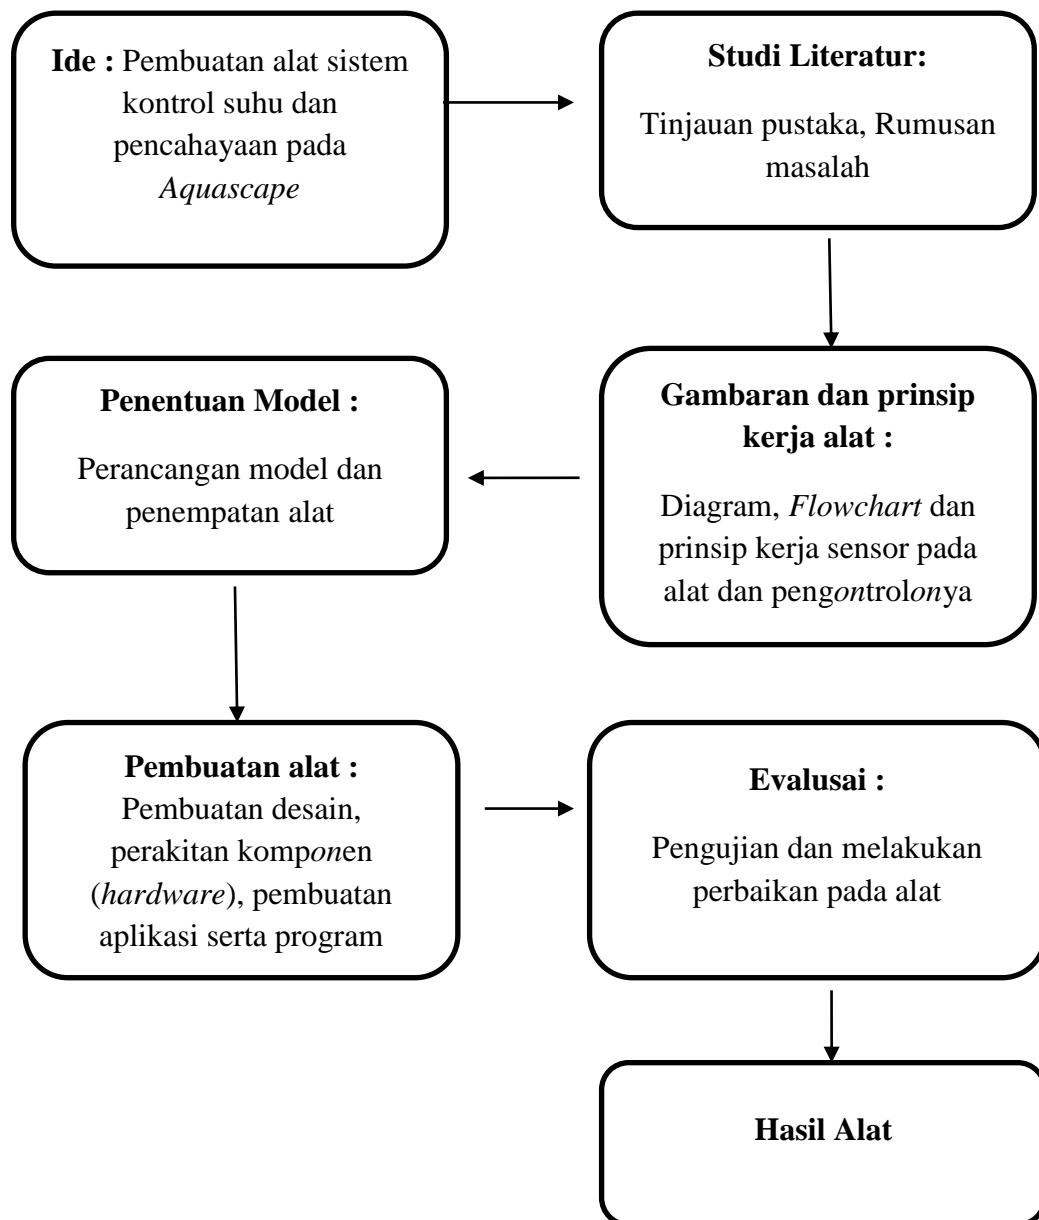 Ide : Pembuatan alat sistem
kontrol suhu dan
pencahayaan pada
Aquascape
Studi Literatur:
Tinjauan pustaka, Rumusan
masalah
Gambaran dan prinsip
kerja alat :
Diagram, Flowchart dan
prinsip kerja sensor pada
alat dan pengontrolonya
Penentuan Model :
Perancangan model dan
penempatan alat
Pembuatan alat :
Pembuatan desain,
perakitan komponen
(hardware), pembuatan
aplikasi serta program
Evalusai :
Pengujian dan melakukan
perbaikan pada alat
Hasil Alat